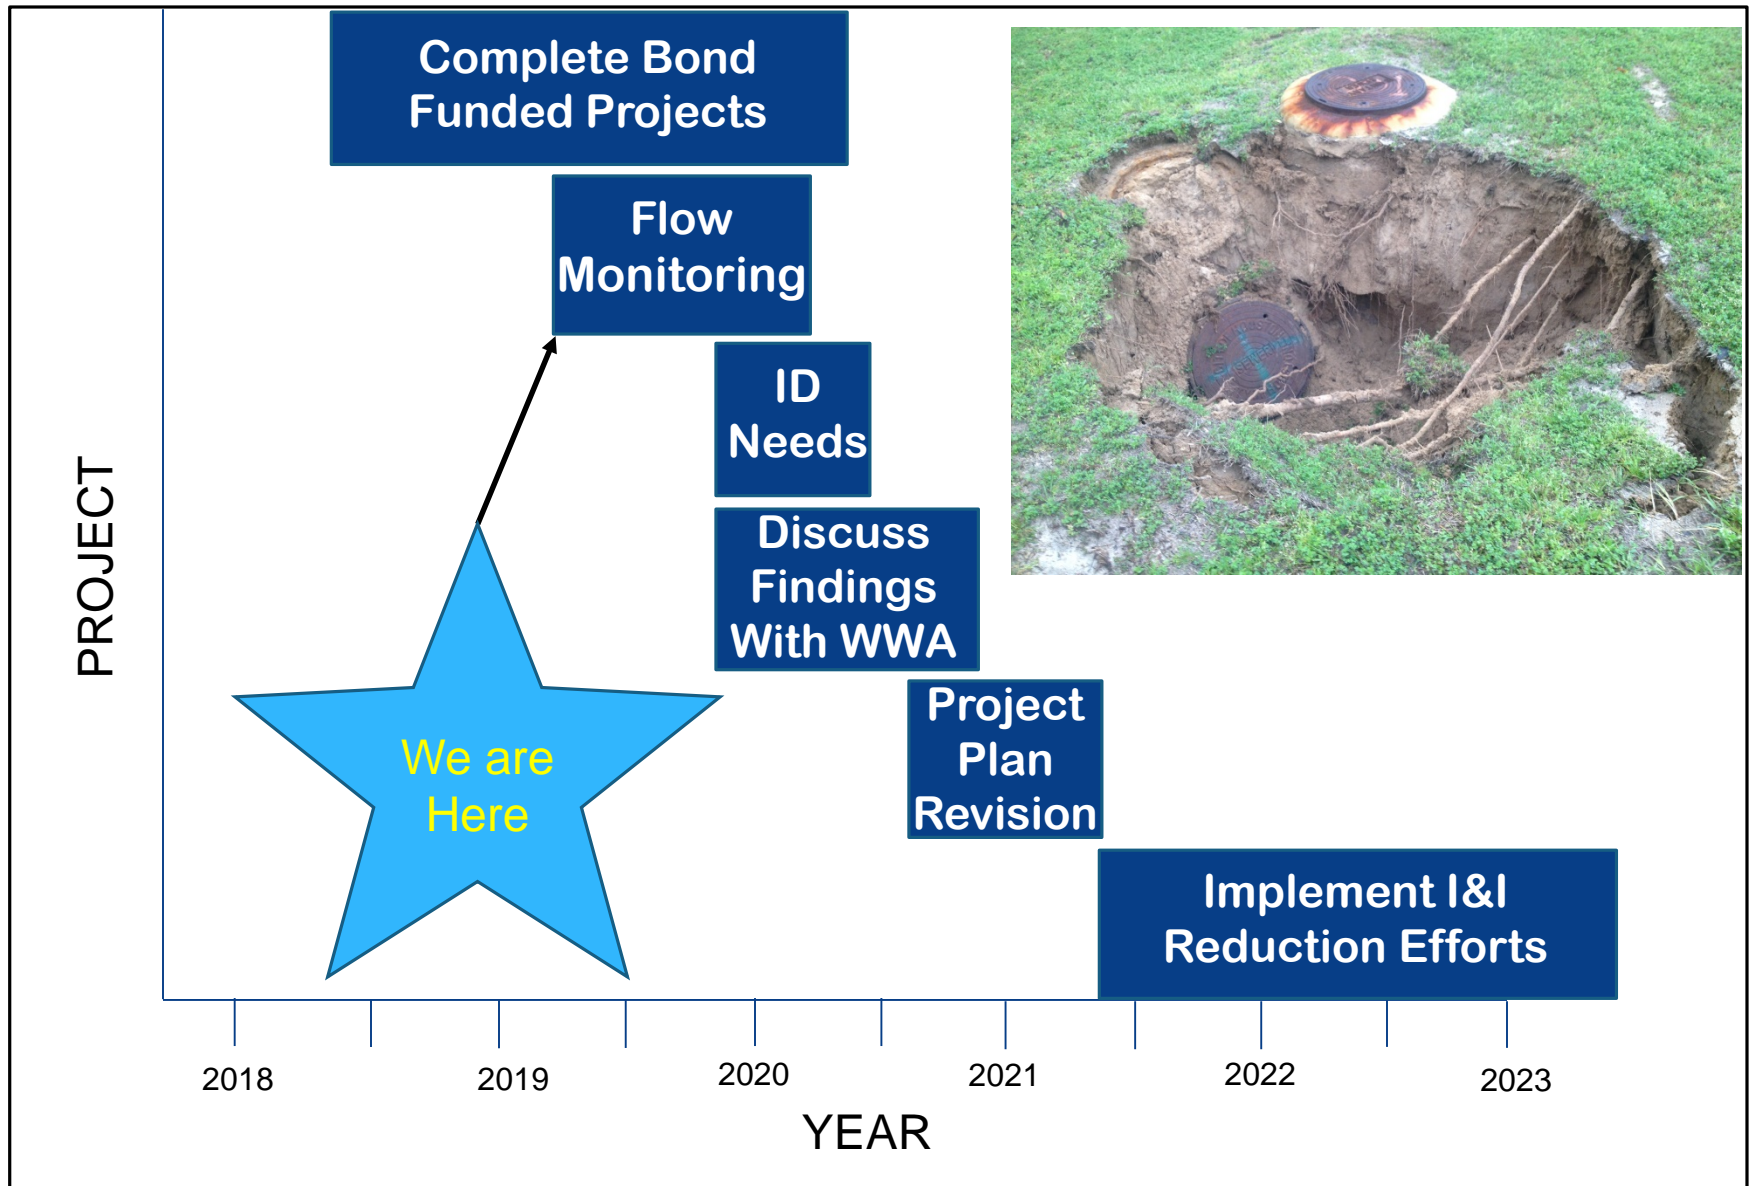 Complete Bond
Funded Projects
Flow
Monitoring
ID
Needs
Discuss
Findings
With WWA
Project
Plan
Revision
Implement I&I
Reduction Efforts
We are
Here
PROJECT
2018
2019
2020
2021
2022
2023
YEAR